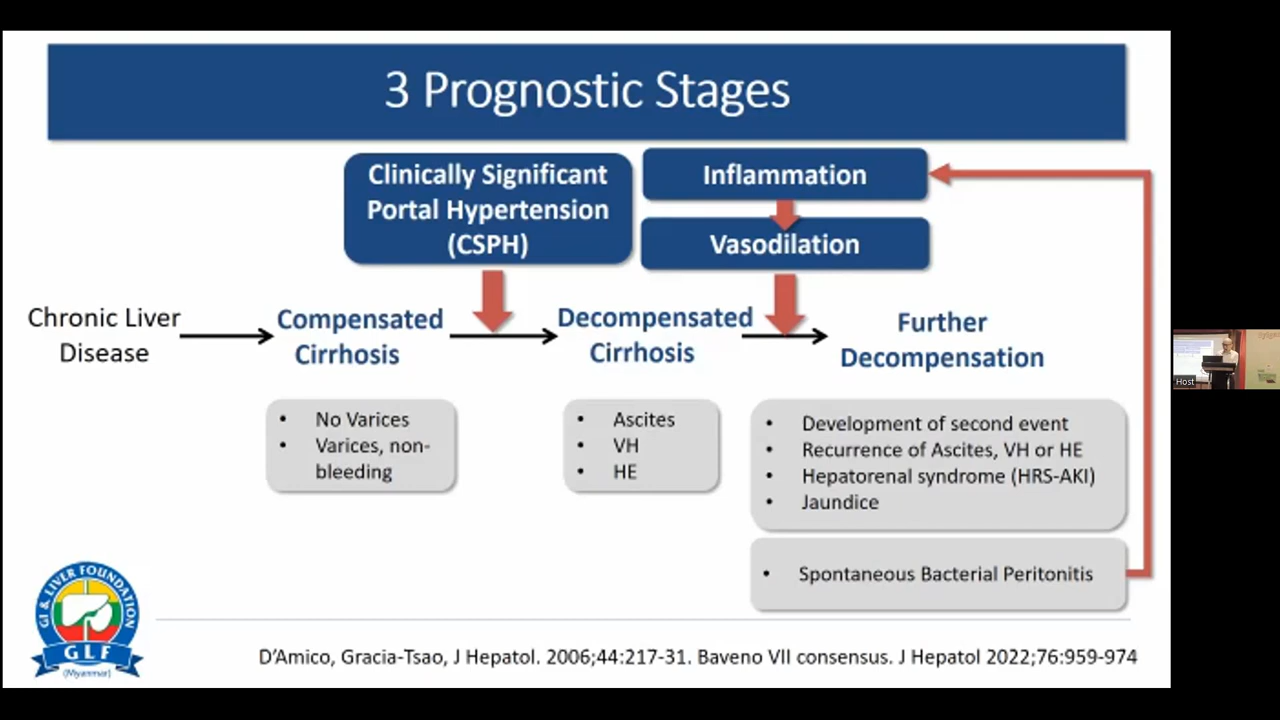 3 Prognostic Stages
Clinically Significant
Portal Hypertension
(CSPH)
Inflammation
Vasodilation
Chronic Liver
Disease
Compensated
Cirrhosis
Decompensated
Cirrhosis
Further
Decompensation
• No Varices
• Varices, non-
bleeding
• Ascites
• VH
• HE
• Development of second event
• Recurrence of Ascites, VH or HE
• Hepatorenal syndrome (HRS-AKI)
• Jaundice
• Spontaneous Bacterial Peritonitis
GI & LIVER FOUNDATION
GLF
(Myanmar)
D'Amico, Gracia-Tsao, J Hepatol. 2006;44:217-31. Baveno VII consensus. J Hepatol 2022;76:959-974
Host